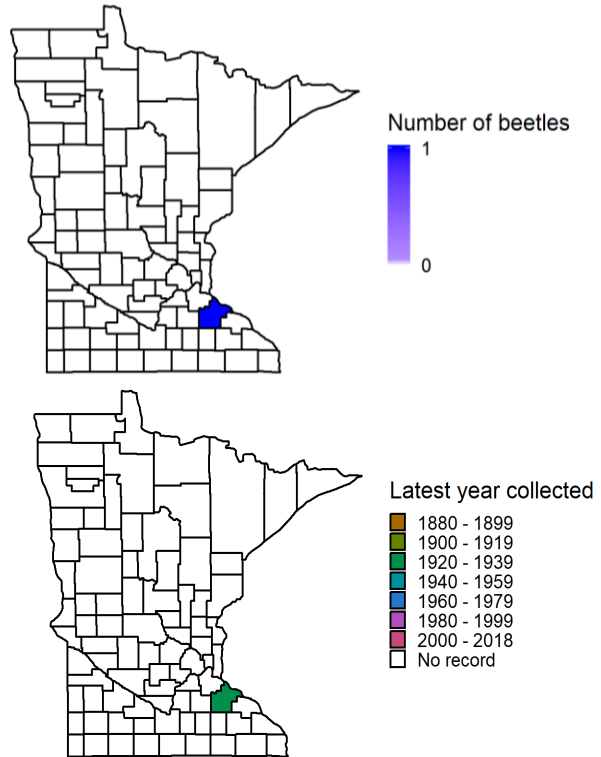 Number of beetles
1
0
Latest year collected
1880 - 1899
1900 - 1919
1920 - 1939
1940 - 1959
1960 - 1979
1980 - 1999
2000 - 2018
No record